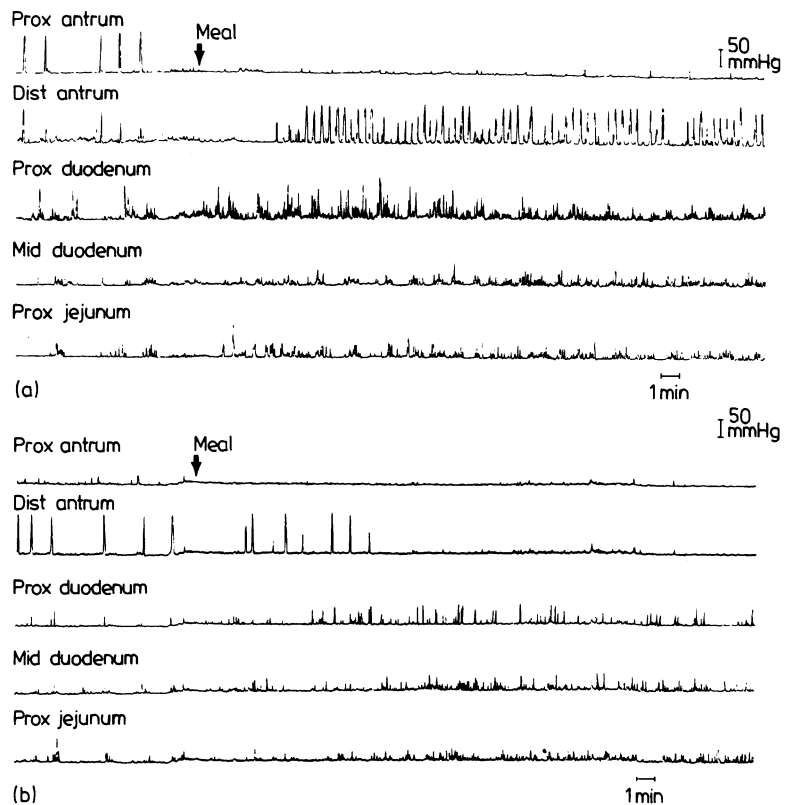 Prox antrum
Meal
50
mmHg
Dist antrum
Prox duodenum
Mid duodenum
Prox jejunum
1 min
(a)
50
mmHg
Prox antrum
Meal
Dist antrum
Prox duodenum
Mid duodenum
Prox jejunum
1 min
(b)